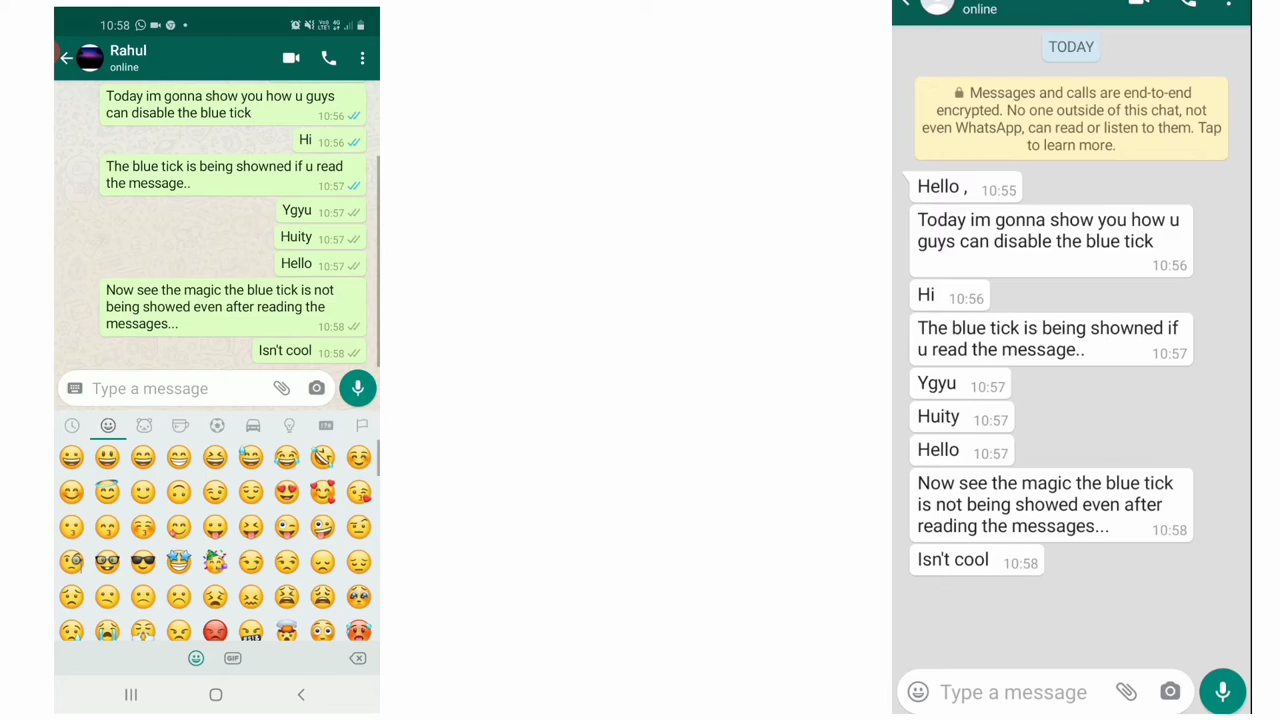 10:58
Rahul
online
Today im gonna show you how u guys
can disable the blue tick
10:56
Hi
10:56
The blue tick is being showned if u read
the message..
10:57
Ygyu 10:57
Huity 10:57
Hello 10:57
Now see the magic the blue tick is not
being showed even after reading the
messages...
10:58
Isn't cool 10:58
Type a message
GIF
online
TODAY
Messages and calls are end-to-end
encrypted. No one outside of this chat, not
even WhatsApp, can read or listen to them. Tap
to learn more.
Hello , 10:55
Today im gonna show you how u
guys can disable the blue tick
10:56
Hi 10:56
The blue tick is being showned if
u read the message..
10:57
Ygyu 10:57
Huity 10:57
Hello 10:57
Now see the magic the blue tick
is not being showed even after
reading the messages...
10:58
Isn't cool 10:58
Type a message